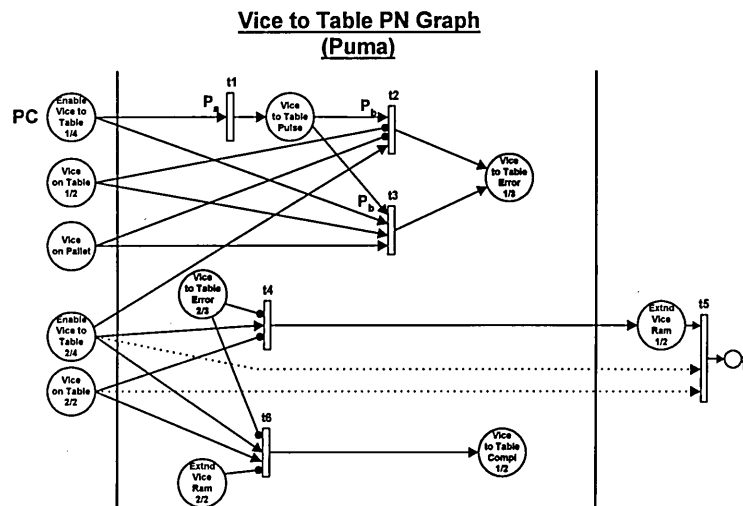 Vice to Table PN Graph
(Puma)
PC
Enable
Vice to
Table
1/4
Pa
t1
Vice
to Table
Pulse
Pb
t2
Vice
on Table
1/2
Vice
to Table
Error
1/3
Pb
t3
Vice
on Pallet
Vice
to Table
Error
2/3
t4
Enable
Vice to
Table
2/4
Extnd
Vice
Ram
1/2
t5
Vice
on Table
2/2
t6
Vice
to Table
Compl
1/2
Extnd
Vice
Ram
2/2